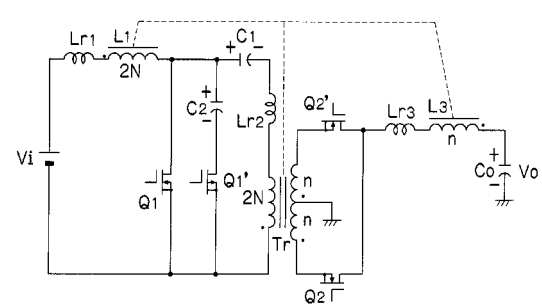 Lr1
L1
2N
C1
+ -
+
C2
-
Lr2
Q2'
Lr3
L3
n
Vi
Q1
Q1'
2N
n
n
Tr
Q2
+
Co
-
Vo